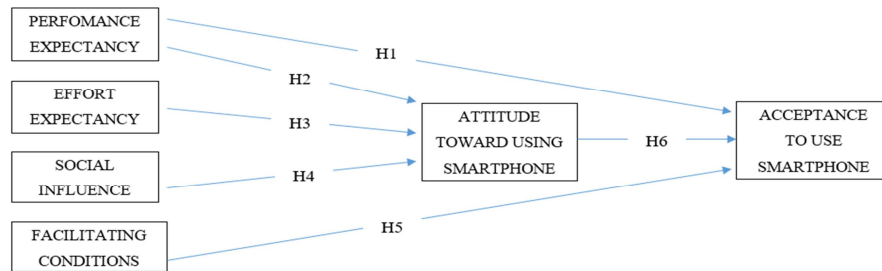 PERFOMANCE
EXPECTANCY
H1
H2
EFFORT
EXPECTANCY
H3
ATTITUDE
TOWARD USING
SMARTPHONE
H6
ACCEPTANCE
TO USE
SMARTPHONE
SOCIAL
INFLUENCE
H4
FACILITATING
CONDITIONS
H5